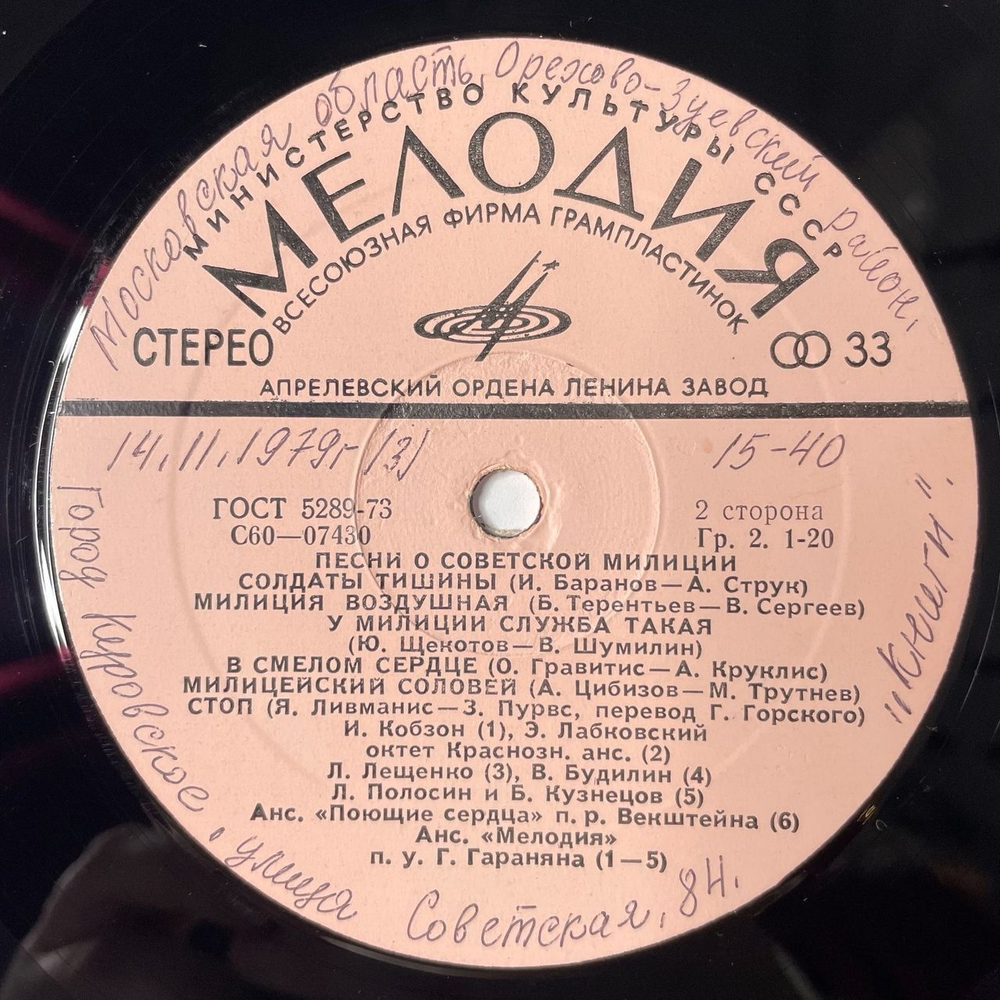 Московская область, Орехово-Зуевский район,
МИНИСТЕРСТВО КУЛЬТУРЫ СССР
МЕЛОДИЯ
ВСЕСОЮЗНАЯ ФИРМА ГРАМПЛАСТИНОК
СТЕРЕО
33
АПРЕЛЕВСКИЙ ОРДЕНА ЛЕНИНА ЗАВОД
14.11.1979г (3) 15-40
ГОСТ 5289-73 2 сторона
С60—07430 Гр. 2. 1-20
ПЕСНИ О СОВЕТСКОЙ МИЛИЦИИ
СОЛДАТЫ ТИШИНЫ (И. Баранов—А. Струк)
МИЛИЦИЯ ВОЗДУШНАЯ (Б. Терентьев—В. Сергеев)
У МИЛИЦИИ СЛУЖБА ТАКАЯ
(Ю. Щекотов—В. Шумилин)
В СМЕЛОМ СЕРДЦЕ (О. Гравитис—А. Круклис)
МИЛИЦЕЙСКИЙ СОЛОВЕЙ (А. Цибизов—М. Трутнев)
СТОП (Я. Ливманис—З. Пурвс, перевод Г. Горского)
И. Кобзон (1), Э. Лабковский
октет Краснозн. анс. (2)
Л. Лещенко (3), В. Будилин (4)
Л. Полосин и Б. Кузнецов (5)
Анс. «Поющие сердца» п. р. Векштейна (6)
Анс. «Мелодия»
п. у. Г. Гараняна (1—5)
Город Куровское, улица Советская, 84.
"Книги".